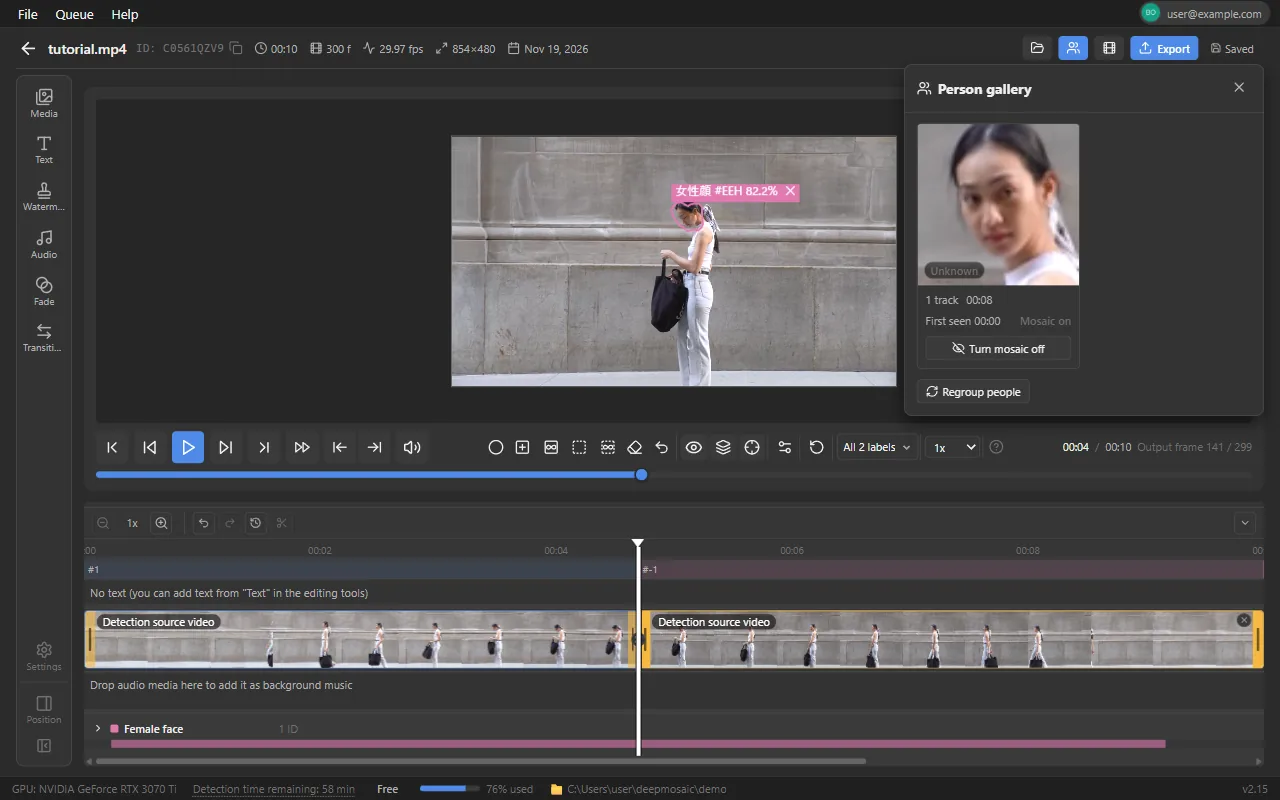 File Queue Help
BO user@example.com
tutorial.mp4 ID: C0561QZV9 00:10 300 f 29.97 fps 854×480 Nov 19, 2026
Export Saved
Person gallery
Unknown
1 track 00:08
First seen 00:00 Mosaic on
Turn mosaic off
Regroup people
Media
Text
Waterm...
Audio
Fade
Transiti...
Settings
Position
女性顔 #EEH 82.2%
All 2 labels 1x 00:04 / 00:10 Output frame 141 / 299
1x
:00 00:02 00:04 00:06 00:08 00:
#1 #-1
No text (you can add text from "Text" in the editing tools)
Detection source video Detection source video
Drop audio media here to add it as background music
Female face 1 ID
GPU: NVIDIA GeForce RTX 3070 Ti Detection time remaining: 58 min Free 76% used C:\Users\user\deepmosaic\demo v2.15